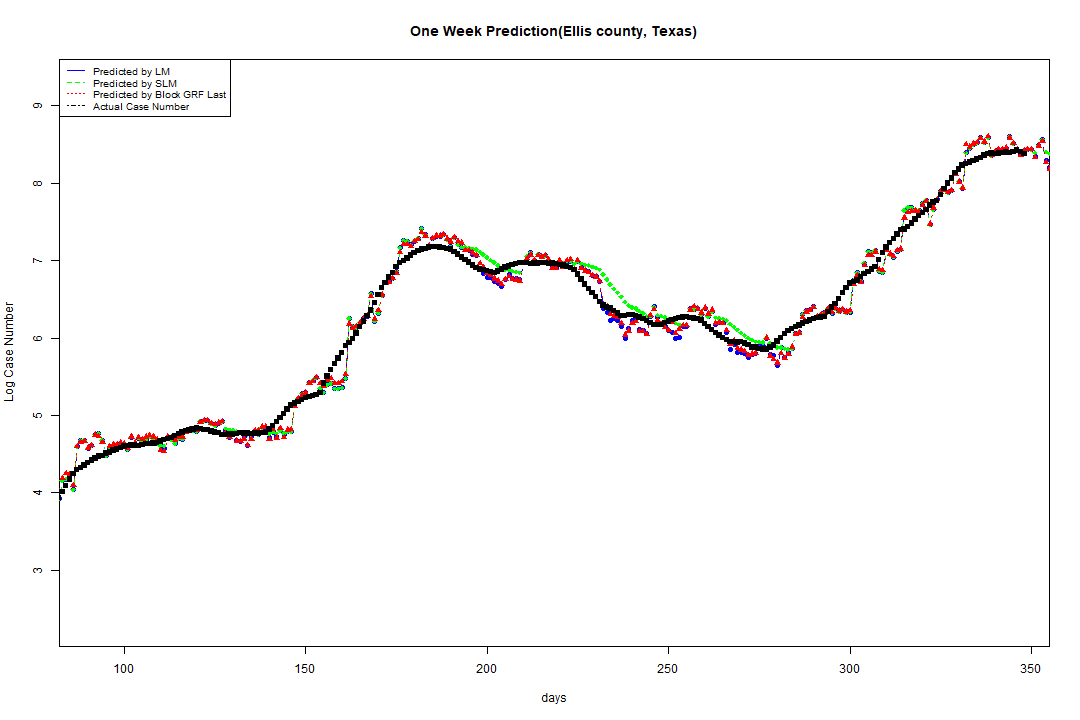 One Week Prediction(Ellis county, Texas)
Predicted by LM
Predicted by SLM
Predicted by Block GRF Last
Actual Case Number
9
8
7
6
5
4
3
Log Case Number
100 150 200 250 300 350
days